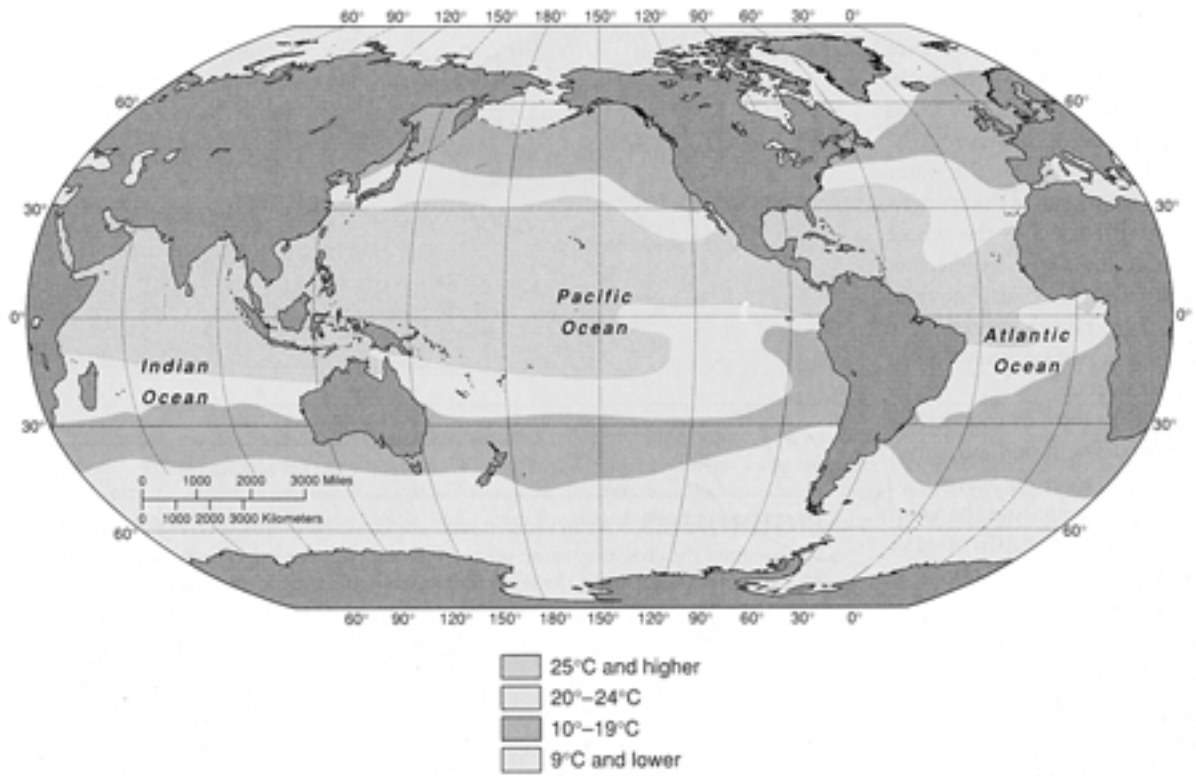 60° 90° 120° 150° 180° 150° 120° 90° 60° 30° 0°
60° 60°
30° 30°
Pacific
Ocean
0° 0°
Atlantic
Ocean
Indian
Ocean
30° 30°
0 1000 2000 3000 Miles
0 1000 2000 3000 Kilometers
60° 60°
60° 90° 120° 150° 180° 150° 120° 90° 60° 30° 0°
25°C and higher
20°–24°C
10°–19°C
9°C and lower